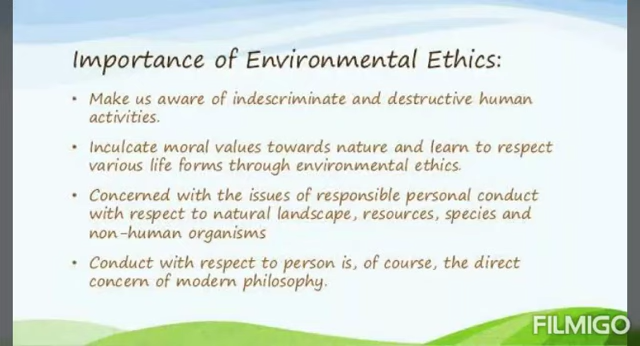 Importance of Environmental Ethics:
• Make us aware of indescriminate and destructive human
activities.
• Inculcate moral values towards nature and learn to respect
various life forms through environmental ethics.
• Concerned with the issues of responsible personal conduct
with respect to natural landscape, resources, species and
non-human organisms
• Conduct with respect to person is, of course, the direct
concern of modern philosophy.
FILMIGO